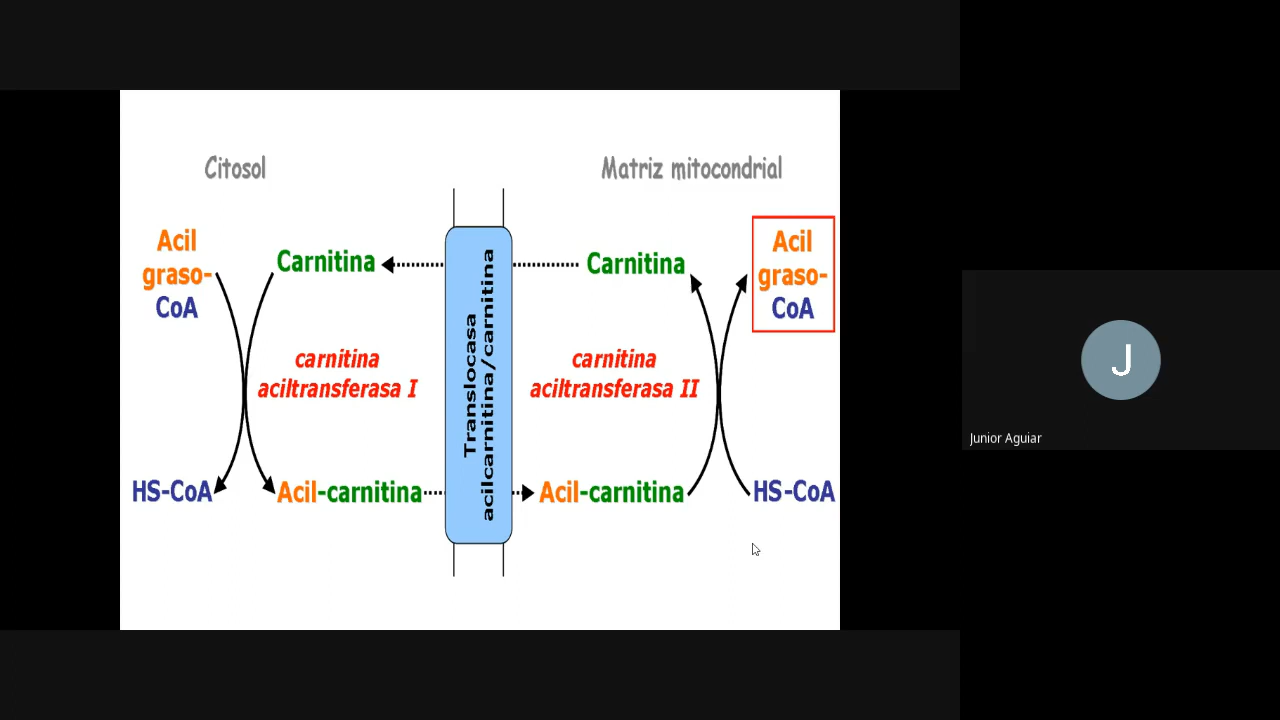 Citosol
Matriz mitocondrial
Acil
graso-
CoA
Carnitina
Carnitina
Acil
graso-
CoA
carnitina
aciltransferasa I
Translocasa
acilcarnitina/carnitina
carnitina
aciltransferasa II
HS-CoA
Acil-carnitina
Acil-carnitina
HS-CoA
J
Junior Aguiar